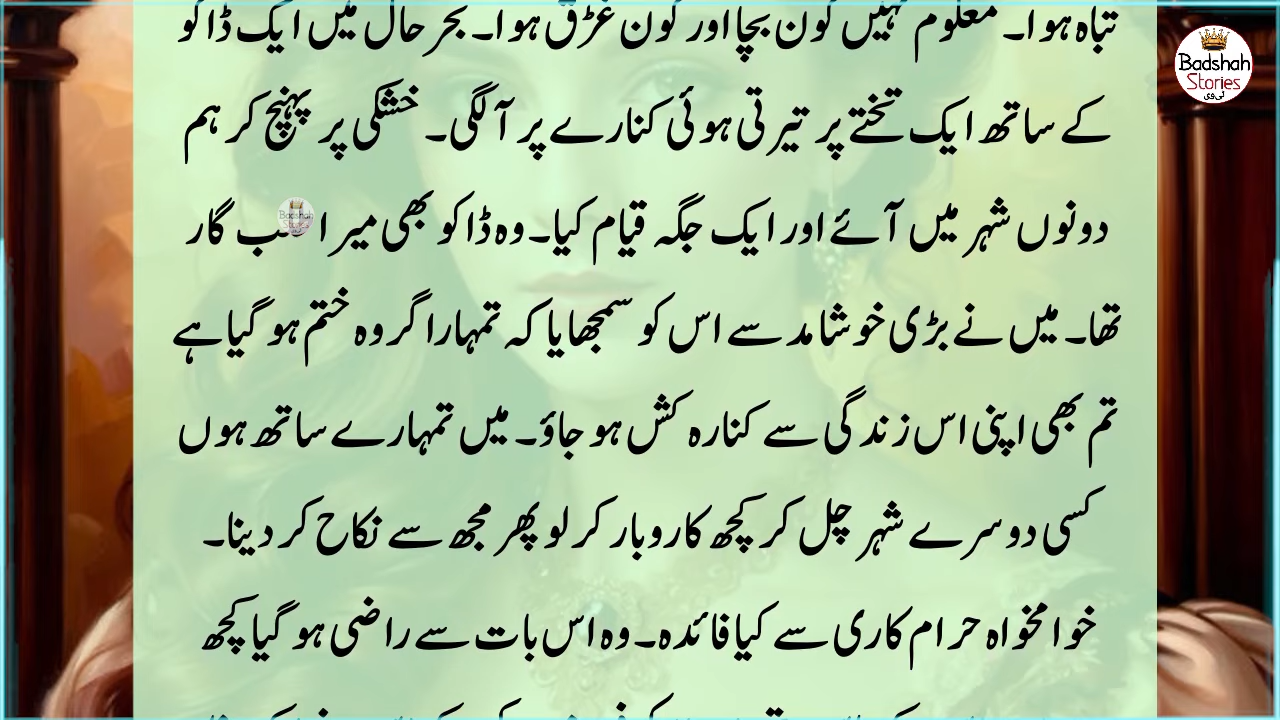 تباہ ہوا۔ معلوم نہیں کون بچا اور کون غرق ہوا۔ بحر حال میں ایک ڈاکو
کے ساتھ ایک تختے پر تیرتی ہوئی کنارے پر آ لگی۔ خشکی پر پہنچ کر ہم
دونوں شہر میں آئے اور ایک جگہ قیام کیا۔ وہ ڈاکو بھی میرا گار
تھا۔ میں نے بڑی خوشامد سے اس کو سمجھایا کہ تمہارا گروہ ختم ہو گیا ہے
تم بھی اپنی اس زندگی سے کنارہ کش ہو جاؤ۔ میں تمہارے ساتھ ہوں
کسی دوسرے شہر چل کر کچھ کاروبار کر لو پھر مجھ سے نکاح کر دینا۔
خوامخواہ حرام کاری سے کیا فائدہ۔ وہ اس بات سے راضی ہو گیا کچھ
Badshah
Stories
ٹی وی